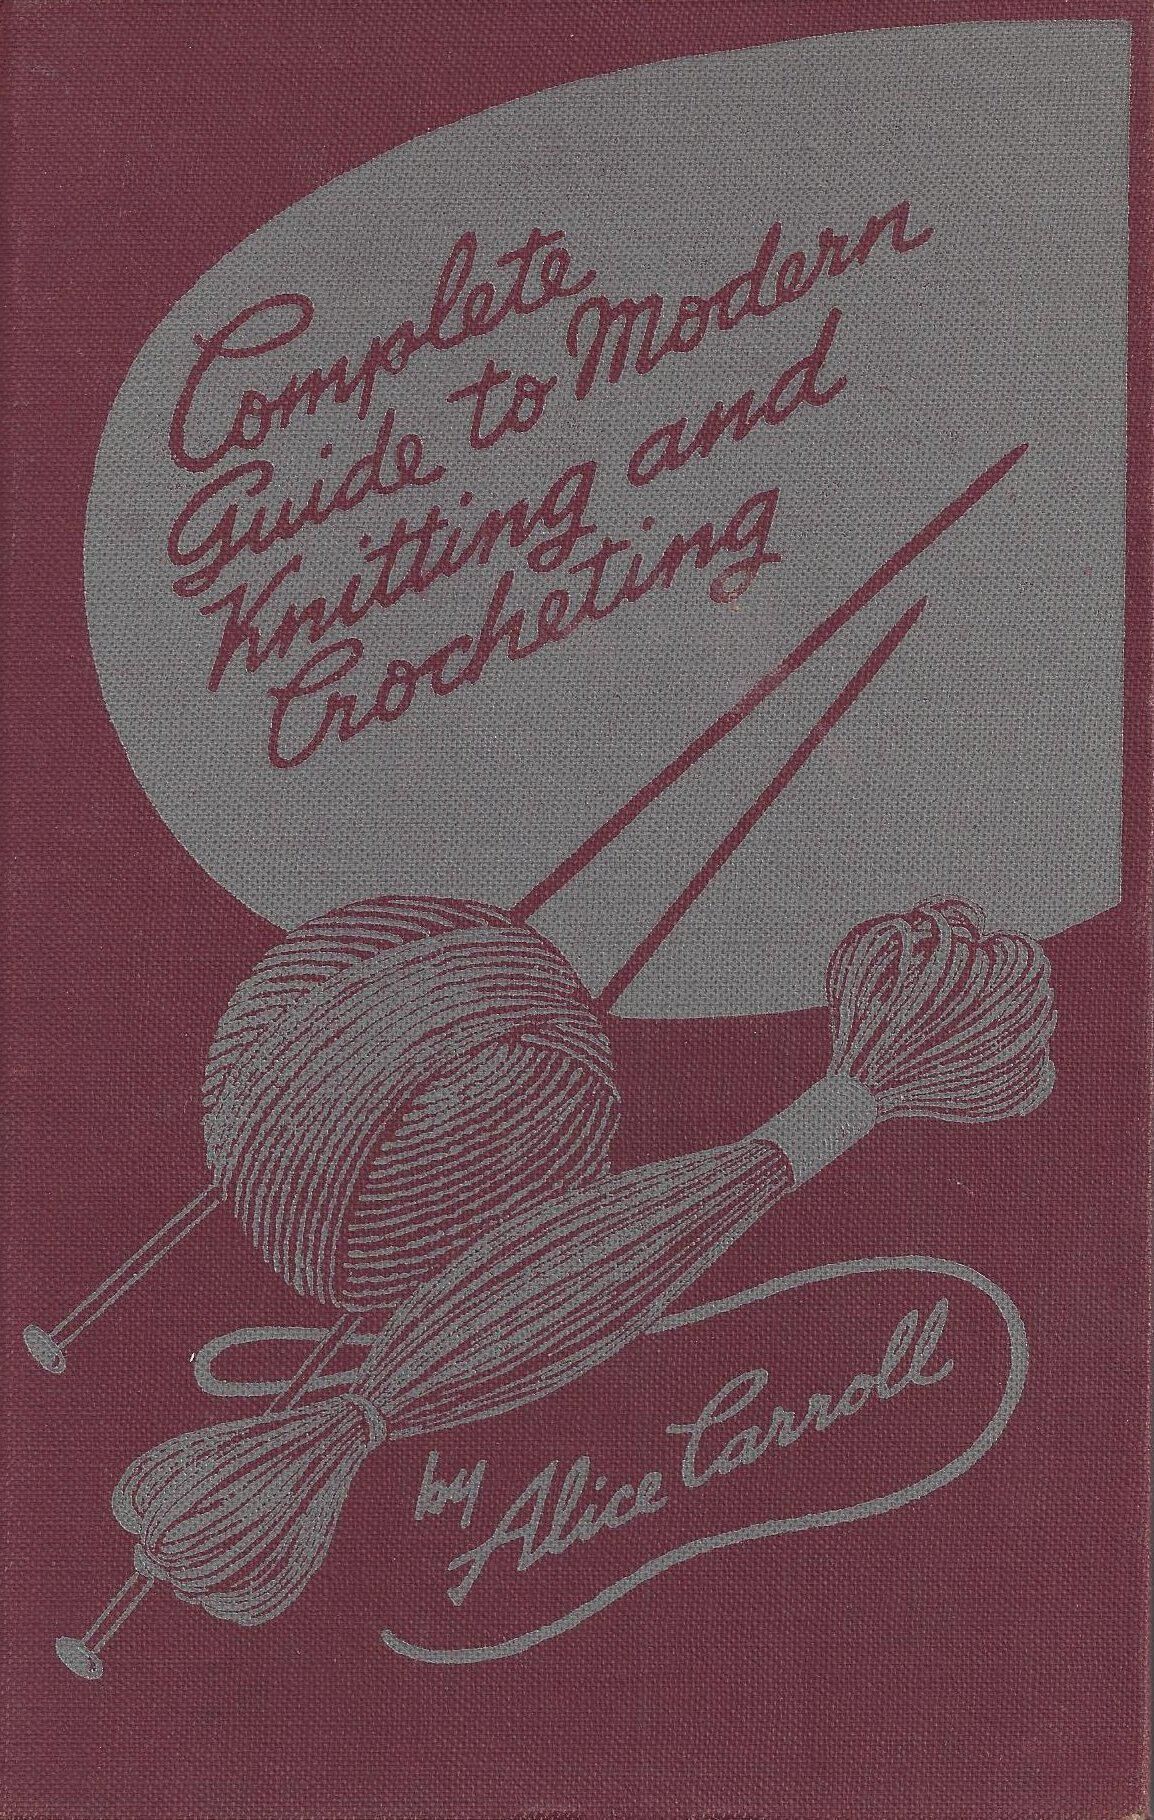 Complete
Guide to Modern
Knitting and
Crocheting
by
Alice Carroll